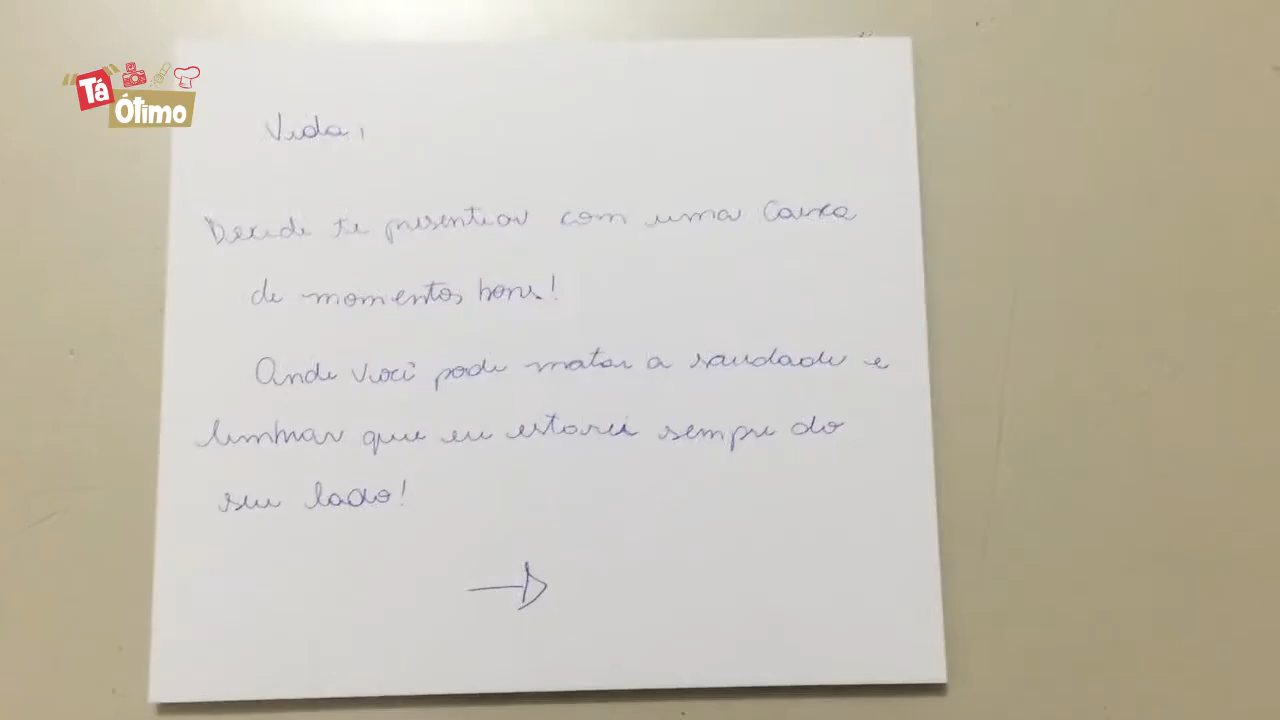 Tá
Ótimo
Vida,
Decide te presentear com uma Caixa
de momentos bons!
Onde você pode matar a saudade e
lembrar que eu estarei sempre do
seu lado!